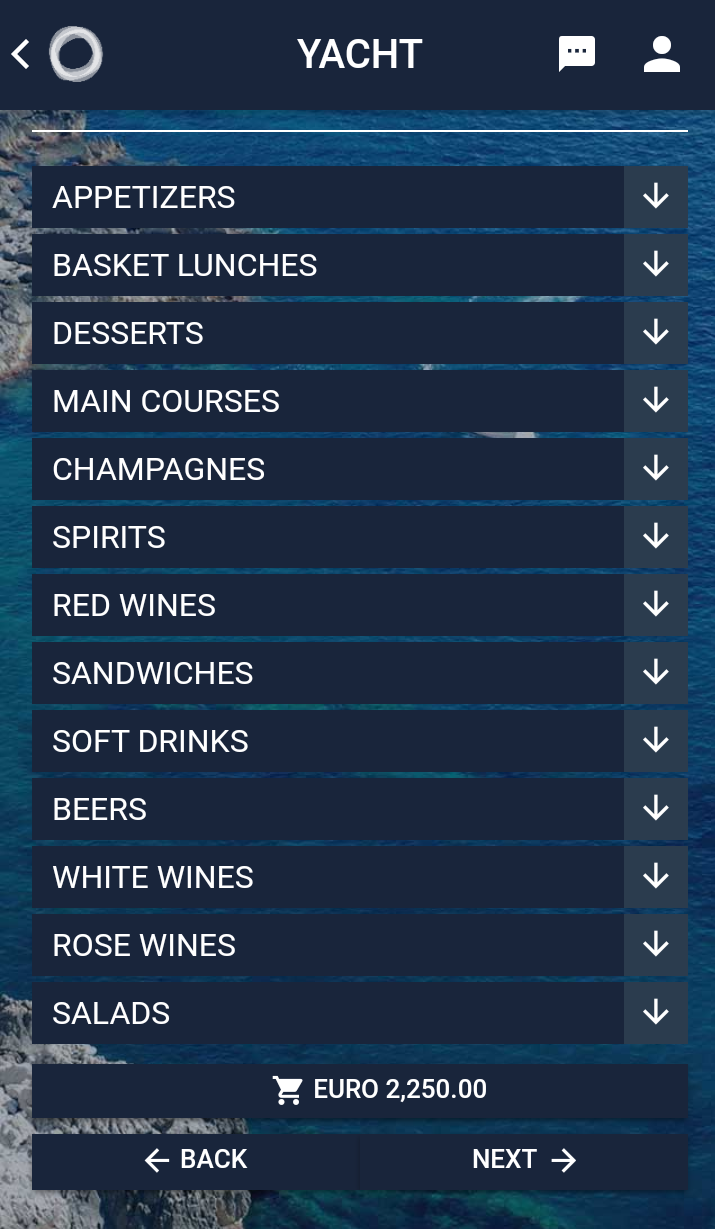 YACHT
APPETIZERS
BASKET LUNCHES
DESSERTS
MAIN COURSES
CHAMPAGNES
SPIRITS
RED WINES
SANDWICHES
SOFT DRINKS
BEERS
WHITE WINES
ROSE WINES
SALADS
EURO 2,250.00
BACK NEXT